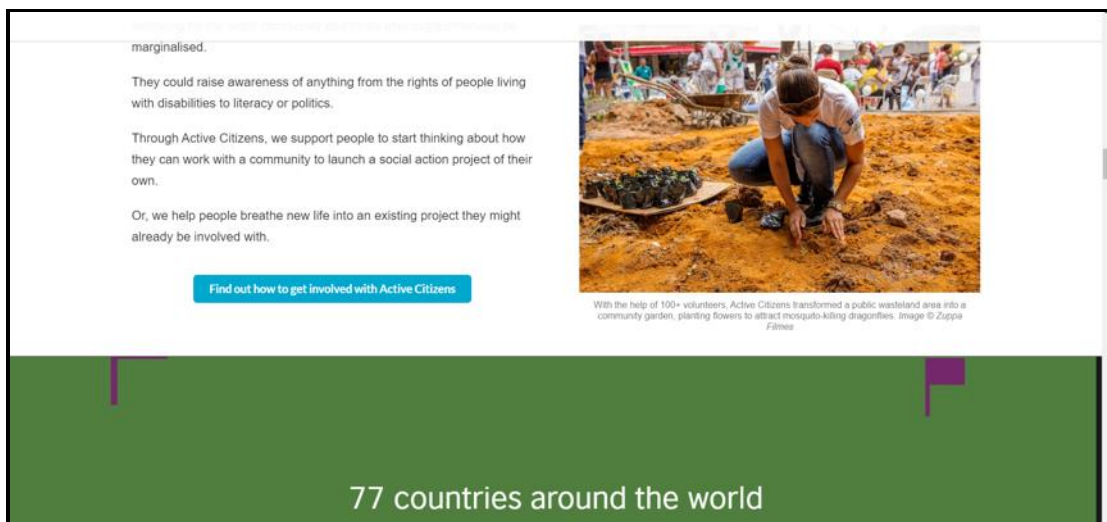 marginalised.
They could raise awareness of anything from the rights of people living
with disabilities to literacy or politics.
Through Active Citizens, we support people to start thinking about how
they can work with a community to launch a social action project of their
own.
Or, we help people breathe new life into an existing project they might
already be involved with.
Find out how to get involved with Active Citizens
With the help of 100+ volunteers, Active Citizens transformed a public wasteland area into a
community garden, planting flowers to attract mosquito-killing dragonflies. Image © Zuppa
Filmes
77 countries around the world